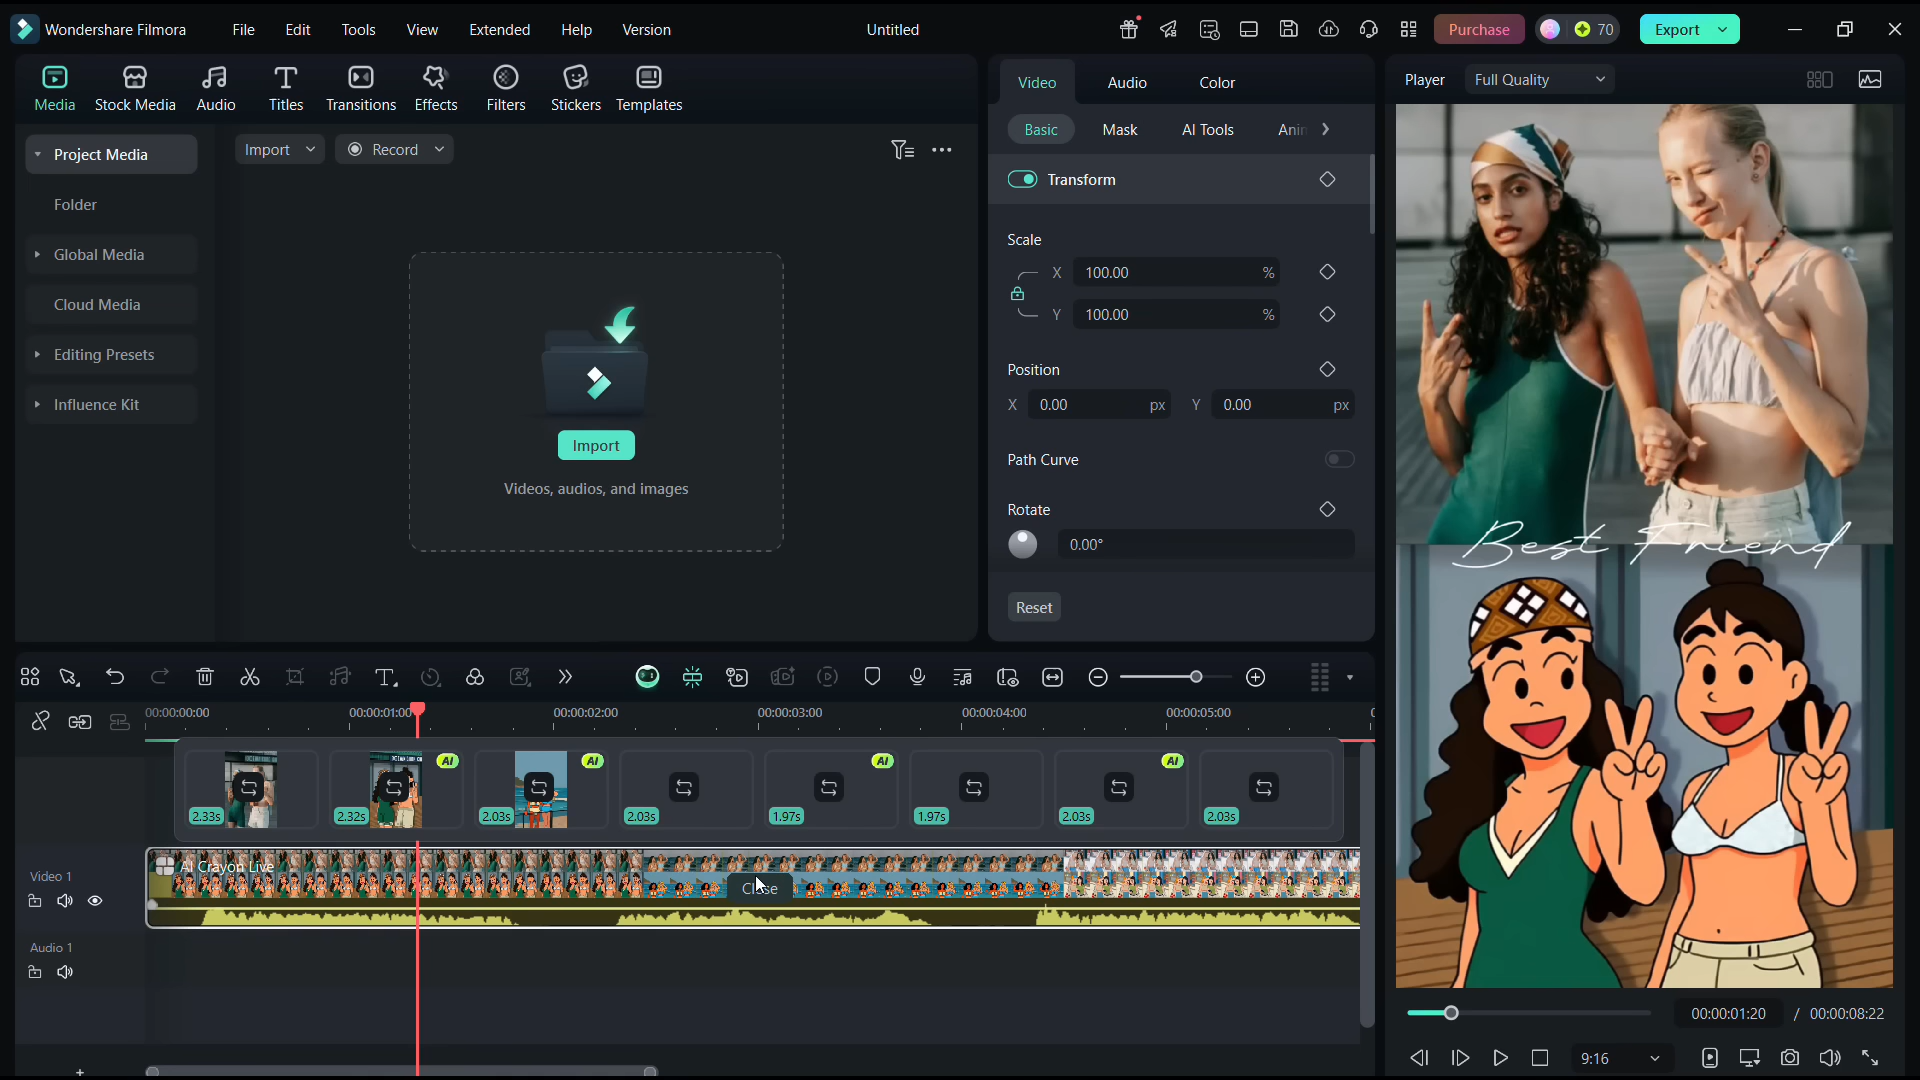 Wondershare Filmora
File
Edit
Tools
View
Extended
Help
Version
Untitled
Purchase
70
Export
Media
Stock Media
Audio
Titles
Transitions
Effects
Filters
Stickers
Templates
Project Media
Folder
Global Media
Cloud Media
Editing Presets
Influence Kit
Import
Record
Import
Videos, audios, and images
Video
Audio
Color
Basic
Mask
AI Tools
Transform
Scale
X 100.00 %
Y 100.00 %
Position
X 0.00 px Y 0.00 px
Path Curve
Rotate
0.00°
Reset
Player
Full Quality
Best Friend
00:00:01:20 / 00:00:08:22
9:16
00:00:00:00
00:00:01:00
00:00:02:00
00:00:03:00
00:00:04:00
00:00:05:00
AI
AI
AI
AI
2.33s
2.32s
2.03s
2.03s
1.97s
1.97s
2.03s
2.03s
Video 1
AI Crayon Live
Audio 1